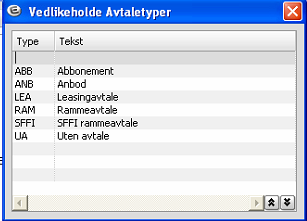 Vedlikeholde Avtaletyper
Type Tekst
ABB Abbonement
ANB Anbod
LEA Leasingavtale
RAM Rammeavtale
SFFI SFFI rammeavtale
UA Uten avtale